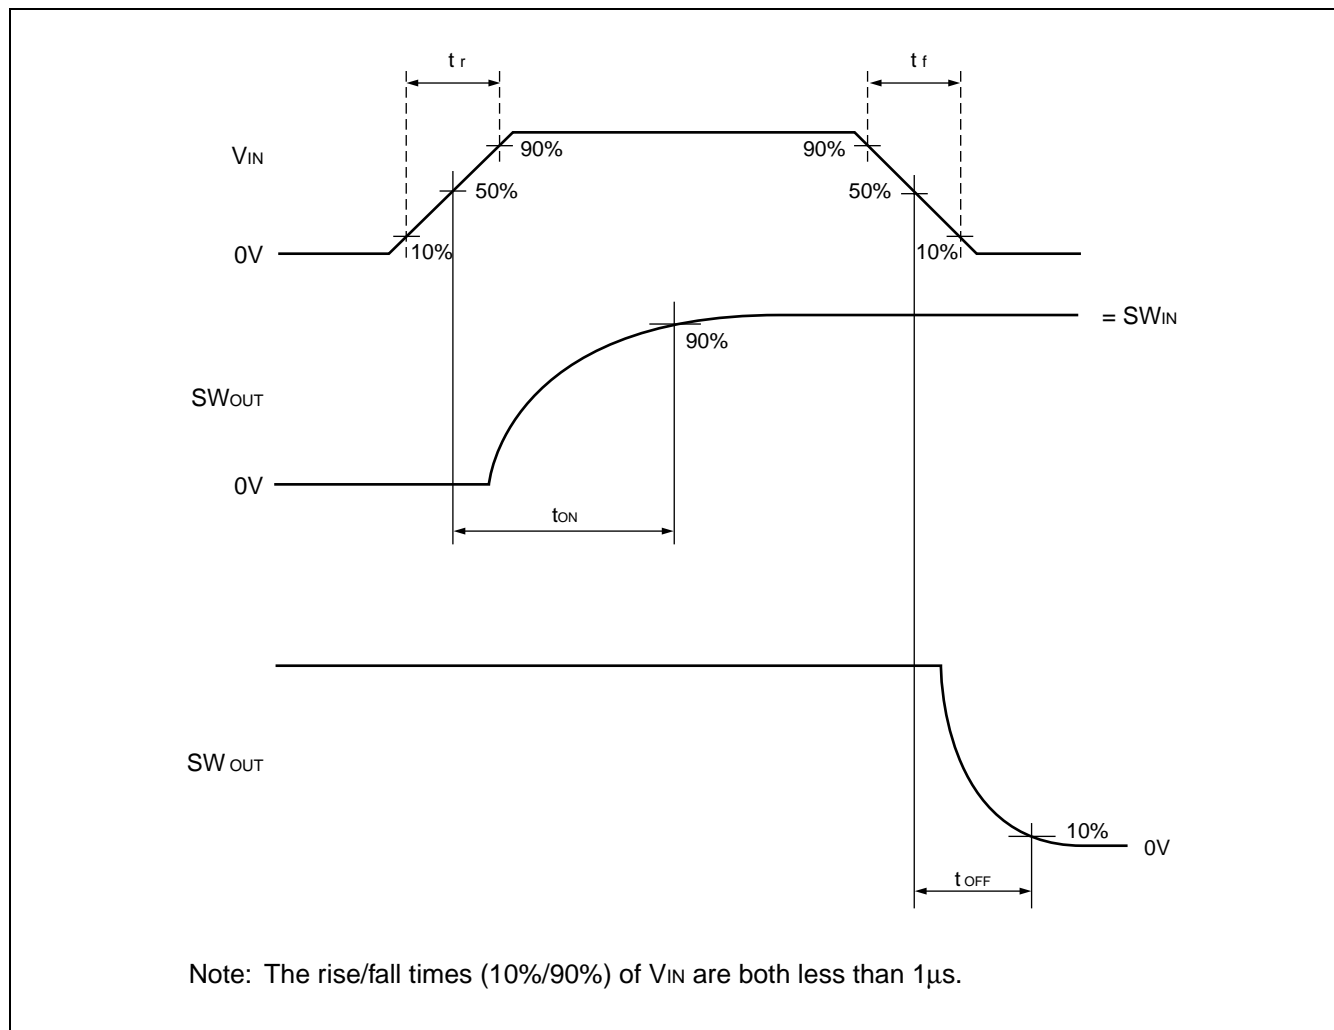 t r
t f
VIN
90%
90%
50%
50%
0V
10%
10%
= SWIN
90%
SWOUT
0V
tON
SW OUT
10%
0V
t OFF
Note: The rise/fall times (10%/90%) of VIN are both less than 1μs.